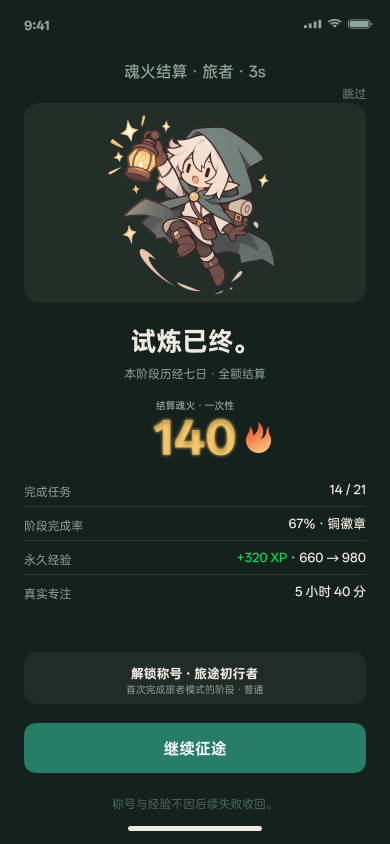 9:41
魂火结算 · 旅者 · 3s
跳过
试炼已终。
本阶段历经七日 · 全额结算
结算魂火 · 一次性
140
完成任务 14 / 21
阶段完成率 67% · 铜徽章
永久经验 +320 XP · 660 → 980
真实专注 5 小时 40 分
解锁称号 · 旅途初行者
首次完成旅者模式的阶段 · 普通
继续征途
称号与经验不因后续失败收回。